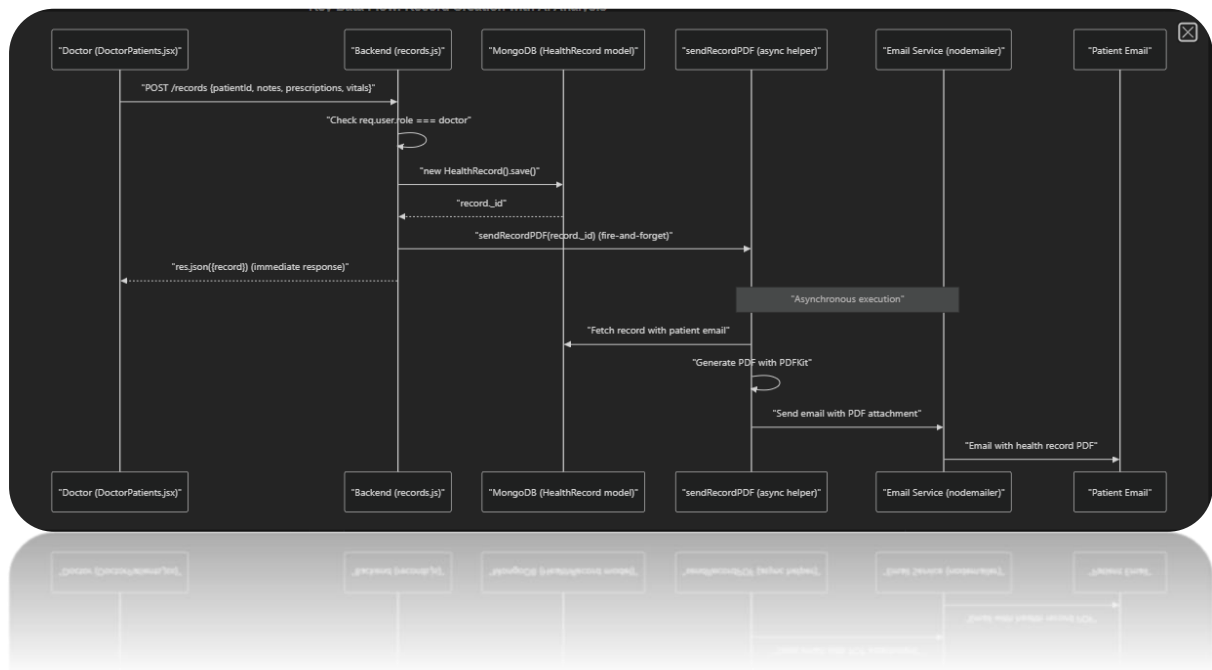 "Doctor (DoctorPatients.jsx)"
"Backend (records.js)"
"MongoDB (HealthRecord model)"
"sendRecordPDF (async helper)"
"Email Service (nodemailer)"
"Patient Email"
"POST /records {patientId, notes, prescriptions, vitals}"
"Check req.user.role === doctor"
"new HealthRecord().save()"
"record._id"
"sendRecordPDF(record._id) (fire-and-forget)"
"res.json({record}) (immediate response)"
"Asynchronous execution"
"Fetch record with patient email"
"Generate PDF with PDFKit"
"Send email with PDF attachment"
"Email with health record PDF"
"Doctor (DoctorPatients.jsx)"
"Backend (records.js)"
"MongoDB (HealthRecord model)"
"sendRecordPDF (async helper)"
"Email Service (nodemailer)"
"Patient Email"